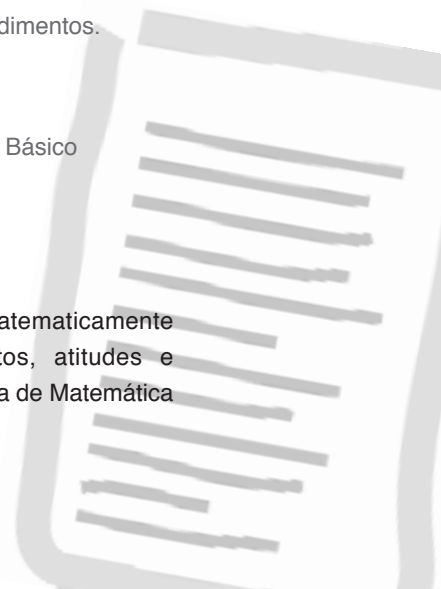 dimentos.
Básico
atematicamente
tos, atitudes e
a de Matemática